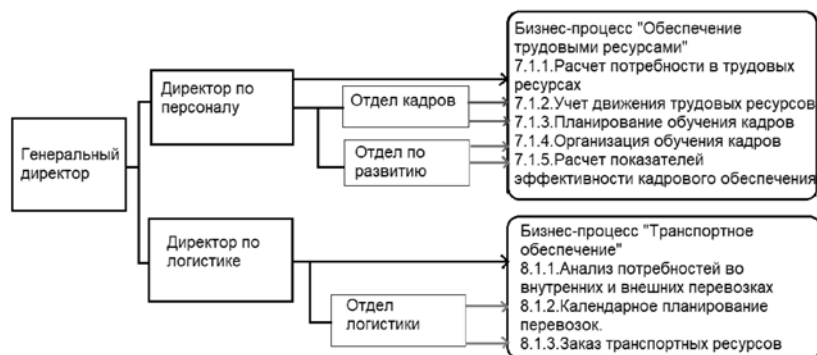 Генеральный
директор
Директор по
персоналу
Отдел кадров
Отдел по
развитию
Директор по
логистике
Отдел
логистики
Бизнес-процесс "Обеспечение
трудовыми ресурсами"
7.1.1.Расчет потребности в трудовых
ресурсах
7.1.2.Учет движения трудовых ресурсов
7.1.3.Планирование обучения кадров
7.1.4.Организация обучения кадров
7.1.5.Расчет показателей
эффективности кадрового обеспечения
Бизнес-процесс "Транспортное
обеспечение"
8.1.1.Анализ потребностей во
внутренних и внешних перевозках
8.1.2.Календарное планирование
перевозок.
8.1.3.Заказ транспортных ресурсов